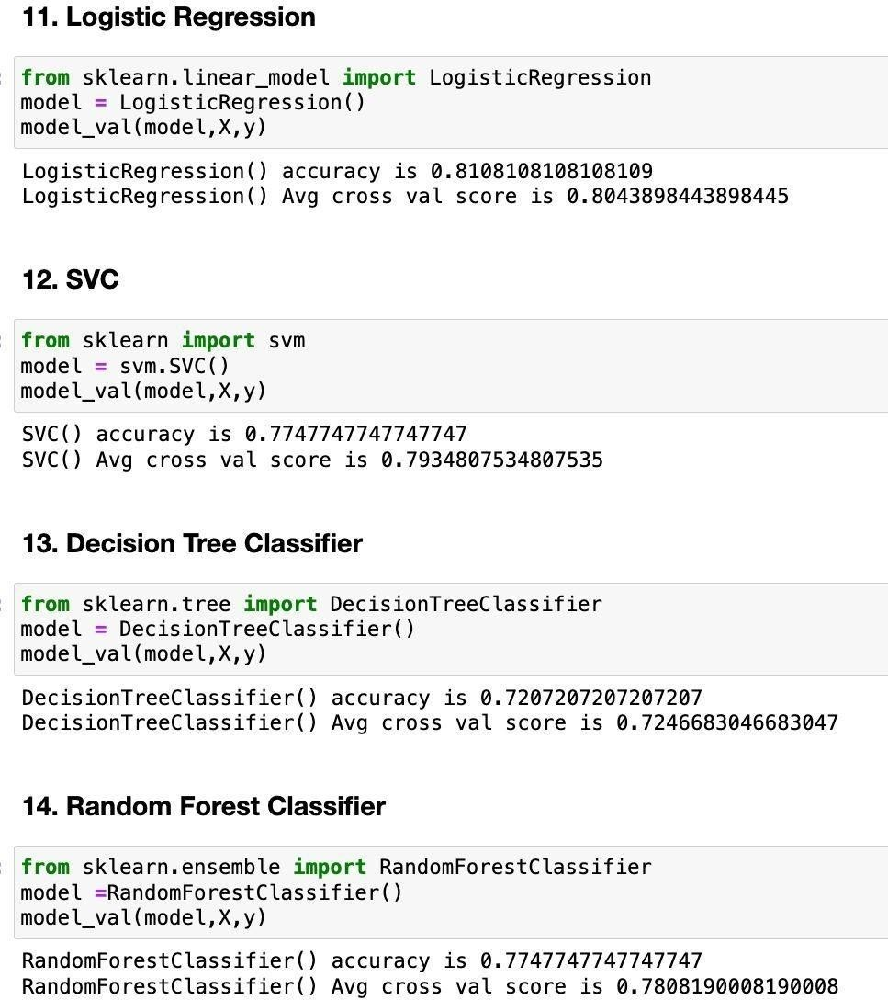 11. Logistic Regression
from sklearn.linear_model import LogisticRegression
model = LogisticRegression()
model_val(model,X,y)
LogisticRegression() accuracy is 0.8108108108108109
LogisticRegression() Avg cross val score is 0.8043898443898445
12. SVC
from sklearn import svm
model = svm.SVC()
model_val(model,X,y)
SVC() accuracy is 0.7747747747747747
SVC() Avg cross val score is 0.7934807534807535
13. Decision Tree Classifier
from sklearn.tree import DecisionTreeClassifier
model = DecisionTreeClassifier()
model_val(model,X,y)
DecisionTreeClassifier() accuracy is 0.7207207207207207
DecisionTreeClassifier() Avg cross val score is 0.7246683046683047
14. Random Forest Classifier
from sklearn.ensemble import RandomForestClassifier
model =RandomForestClassifier()
model_val(model,X,y)
RandomForestClassifier() accuracy is 0.7747747747747747
RandomForestClassifier() Avg cross val score is 0.7808190008190008